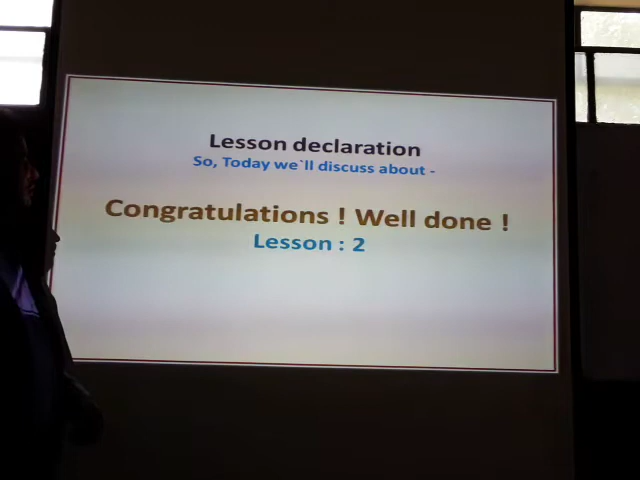 Lesson declaration
So, Today we`ll discuss about -
Congratulations ! Well done !
Lesson : 2